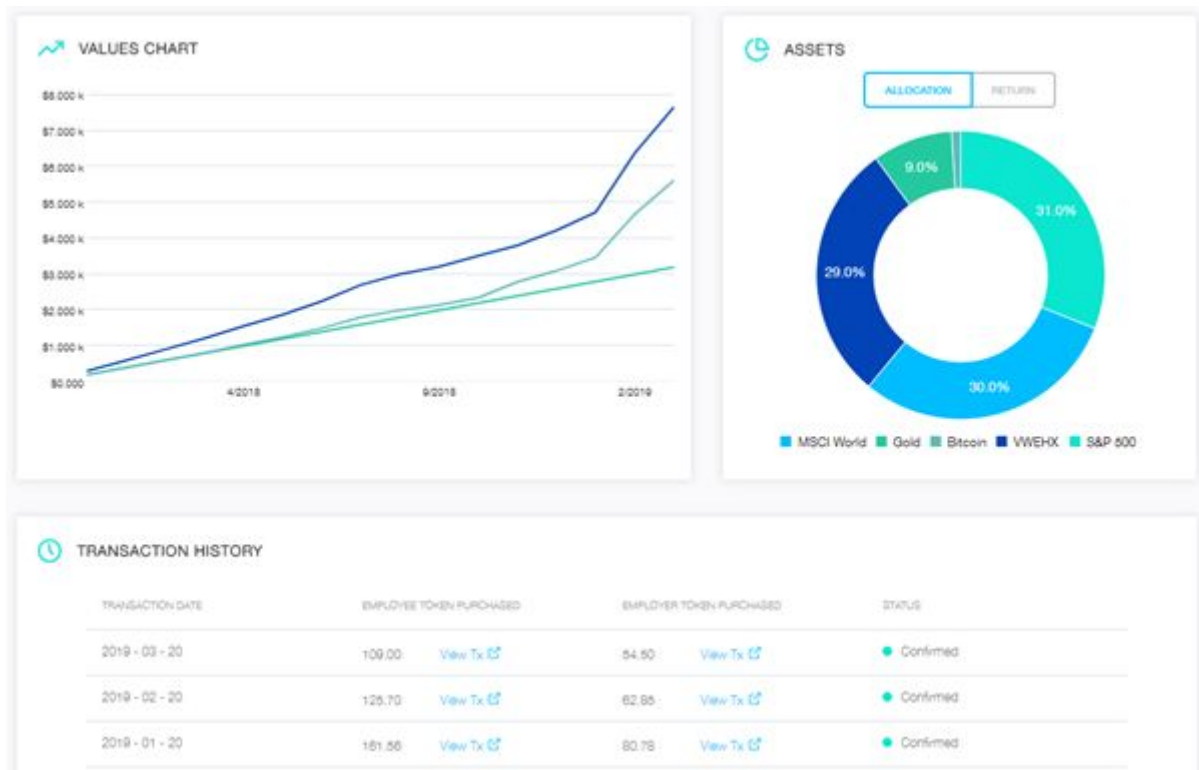 VALUES CHART
$8.000 k
$7.000 k
$6.000 k
$5.000 k
$4.000 k
$3.000 k
$2.000 k
$1.000 k
$0.000
4/2018
9/2018
2/2019
ASSETS
ALLOCATION RETURN
9.0%
31.0%
29.0%
30.0%
MSCI World Gold Bitcoin VWEHX S&P 500
TRANSACTION HISTORY
TRANSACTION DATE EMPLOYEE TOKEN PURCHASED EMPLOYER TOKEN PURCHASED STATUS
2019 - 03 - 20 109.00 View Tx 54.50 View Tx Confirmed
2019 - 02 - 20 125.70 View Tx 62.85 View Tx Confirmed
2019 - 01 - 20 161.56 View Tx 80.78 View Tx Confirmed